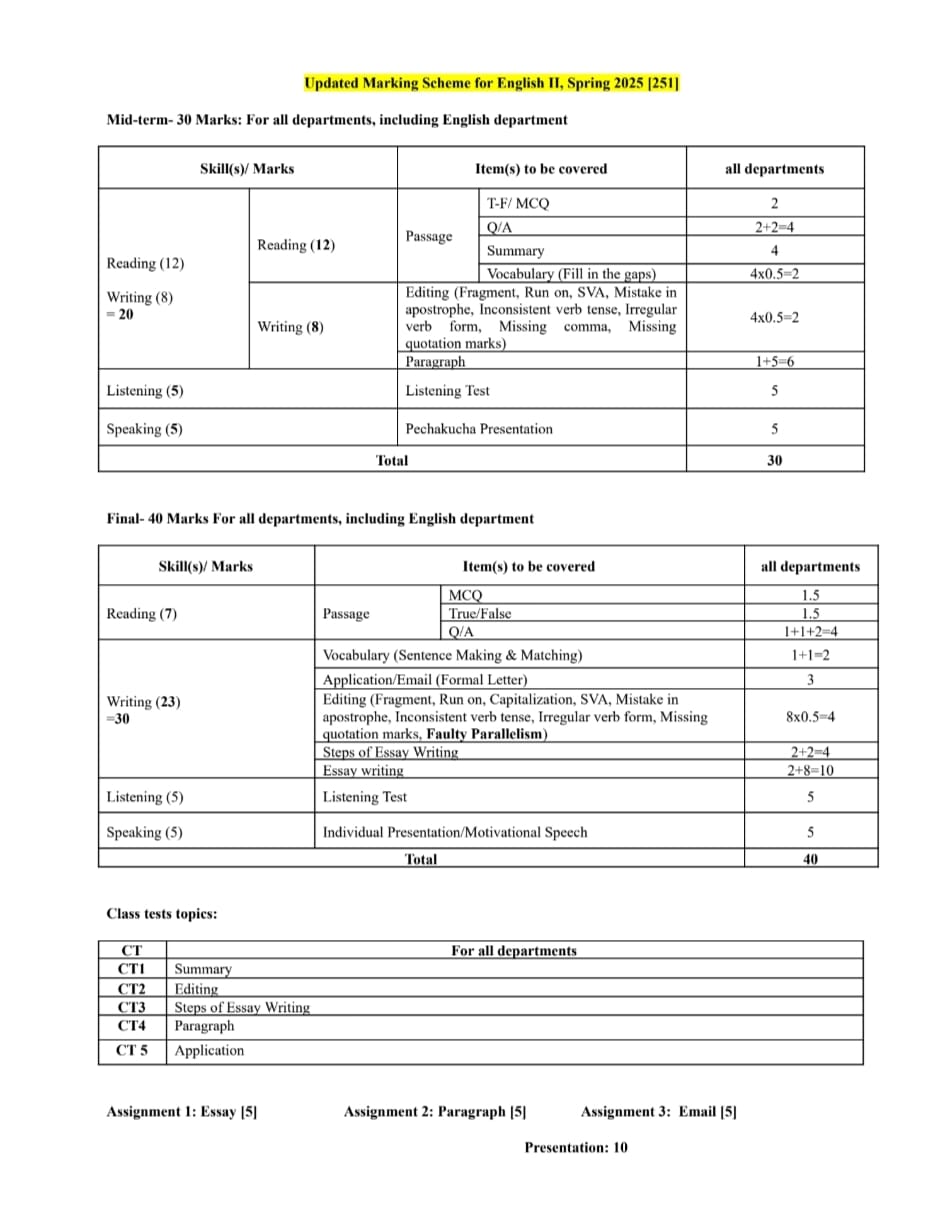 Updated Marking Scheme for English II, Spring 2025 [251]
Mid-term- 30 Marks: For all departments, including English department
Skill(s)/ Marks Item(s) to be covered all departments
Reading (12)
Writing (8)
= 20
Reading (12)
Passage
T-F/ MCQ 2
Q/A 2+2=4
Summary 4
Vocabulary (Fill in the gaps) 4x0.5=2
Writing (8)
Editing (Fragment, Run on, SVA, Mistake in
apostrophe, Inconsistent verb tense, Irregular
verb form, Missing comma, Missing
quotation marks)
4x0.5=2
Paragraph 1+5=6
Listening (5) Listening Test 5
Speaking (5) Pechakucha Presentation 5
Total 30
Final- 40 Marks For all departments, including English department
Skill(s)/ Marks Item(s) to be covered all departments
Reading (7) Passage
MCQ 1.5
True/False 1.5
Q/A 1+1+2=4
Writing (23)
=30
Vocabulary (Sentence Making & Matching) 1+1=2
Application/Email (Formal Letter) 3
Editing (Fragment, Run on, Capitalization, SVA, Mistake in
apostrophe, Inconsistent verb tense, Irregular verb form, Missing
quotation marks, Faulty Parallelism)
8x0.5=4
Steps of Essay Writing 2+2=4
Essay writing 2+8=10
Listening (5) Listening Test 5
Speaking (5) Individual Presentation/Motivational Speech 5
Total 40
Class tests topics:
CT For all departments
CT1 Summary
CT2 Editing
CT3 Steps of Essay Writing
CT4 Paragraph
CT 5 Application
Assignment 1: Essay [5] Assignment 2: Paragraph [5] Assignment 3: Email [5]
Presentation: 10